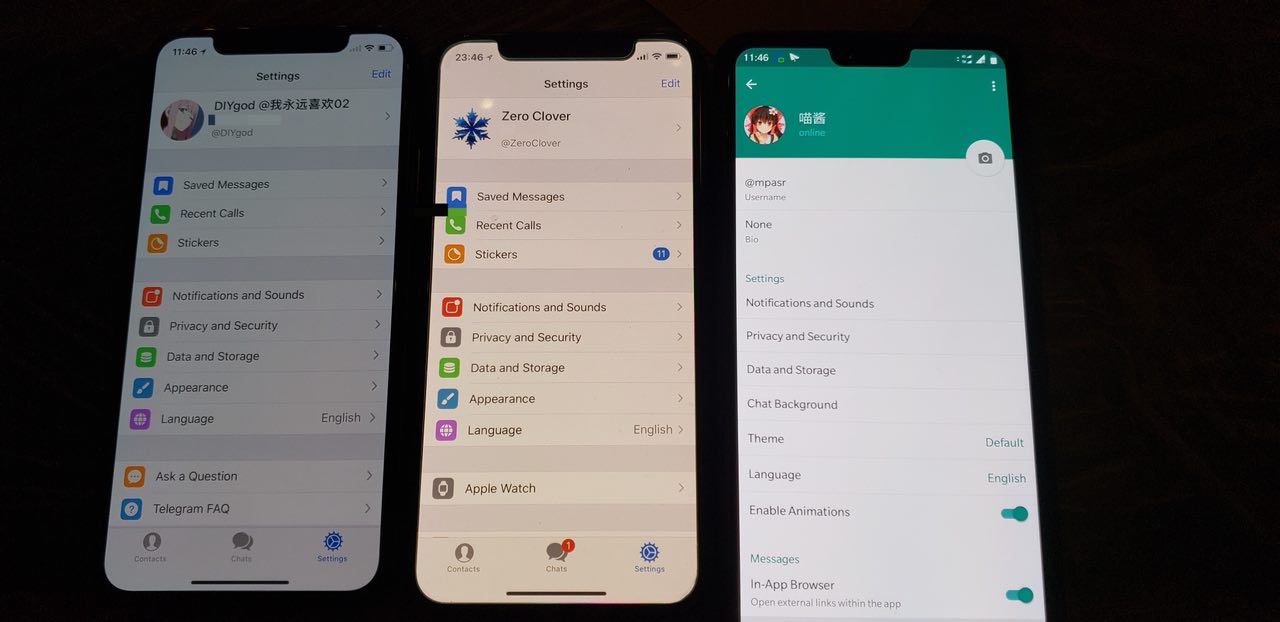 11:46
Settings
Edit
DIYgod @我永远喜欢02
@DIYgod
Saved Messages
Recent Calls
Stickers
Notifications and Sounds
Privacy and Security
Data and Storage
Appearance
Language English
Ask a Question
Telegram FAQ
Contacts
Chats
Settings
23:46
Settings
Edit
Zero Clover
@ZeroClover
Saved Messages
Recent Calls
Stickers 11
Notifications and Sounds
Privacy and Security
Data and Storage
Appearance
Language English
Apple Watch
1
Contacts
Chats
Settings
11:46
喵酱
online
@mpasr
Username
None
Bio
Settings
Notifications and Sounds
Privacy and Security
Data and Storage
Chat Background
Theme Default
Language English
Enable Animations
Messages
In-App Browser
Open external links within the app